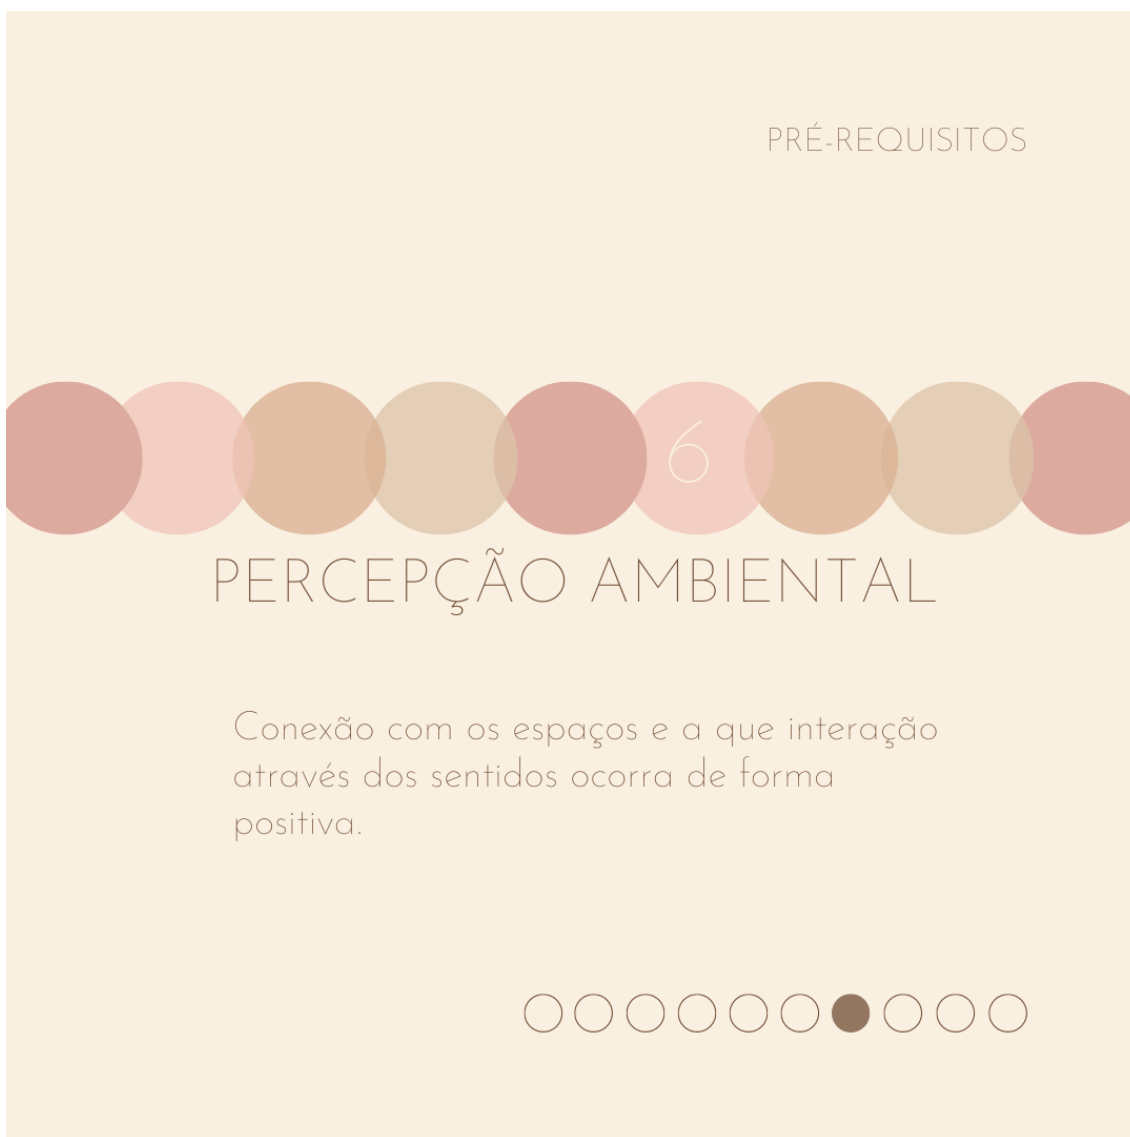 PRÉ-REQUISITOS
6
PERCEPÇÃO AMBIENTAL
Conexão com os espaços e a que interação
através dos sentidos ocorra de forma
positiva.